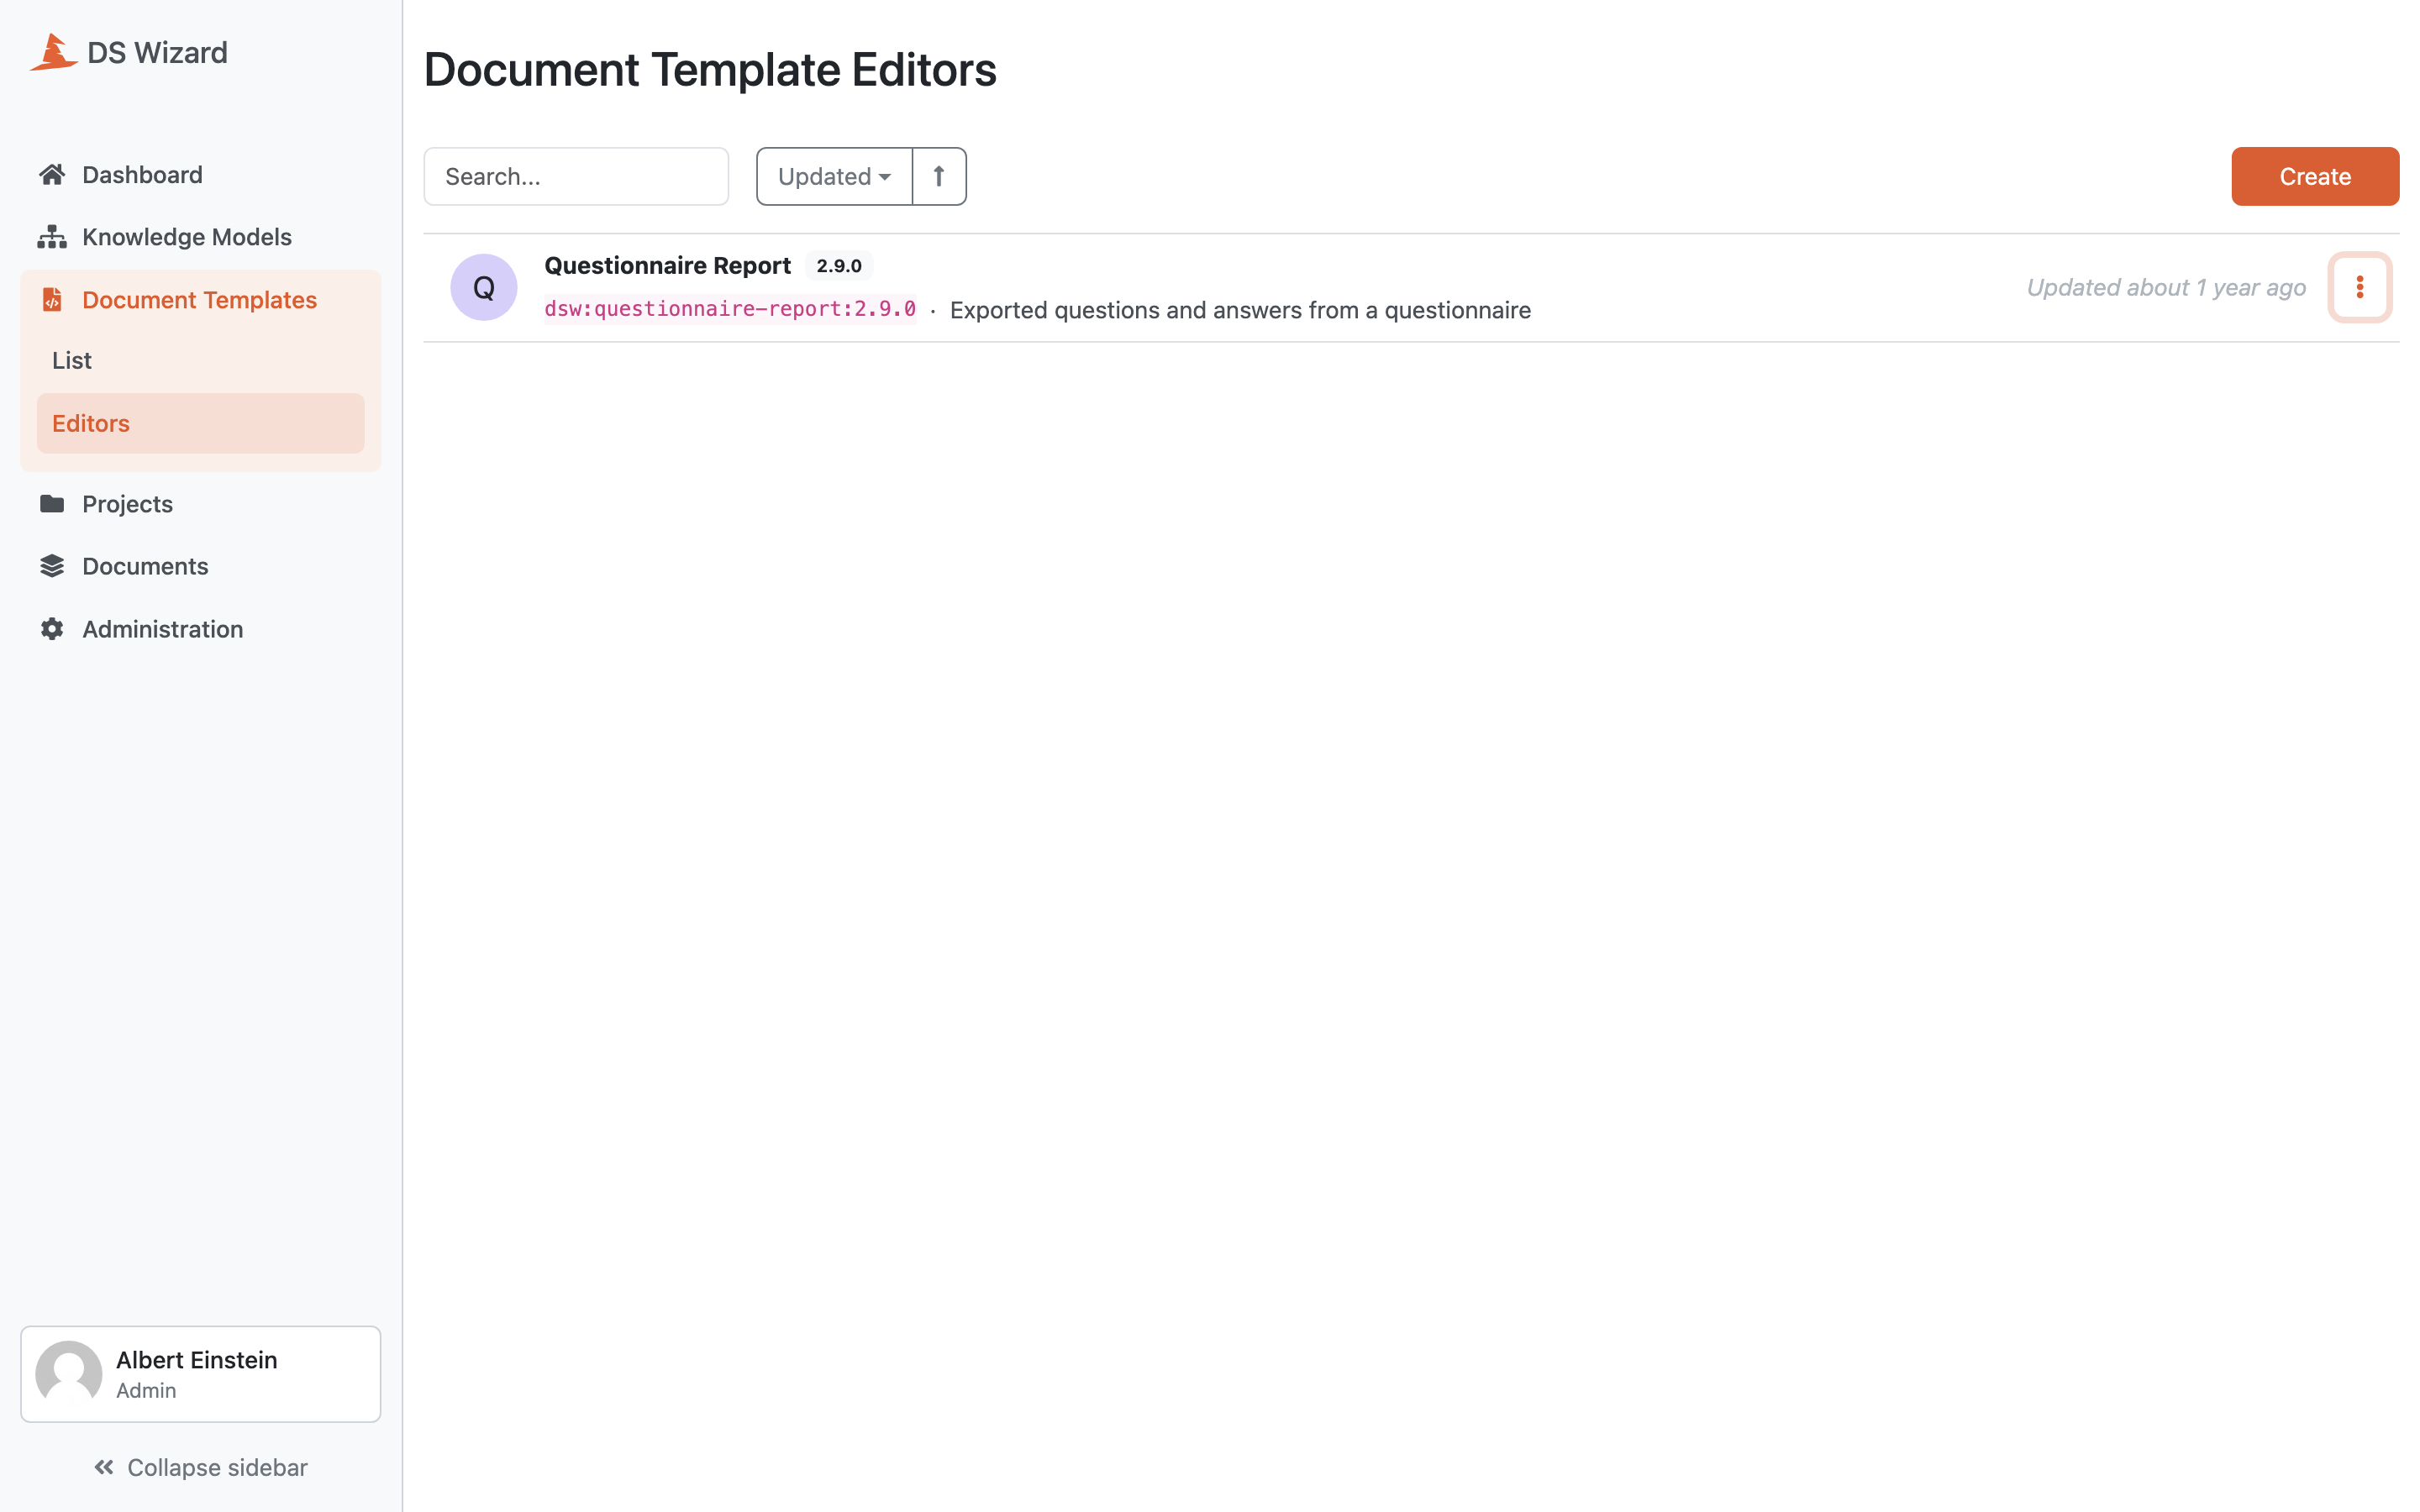 DS Wizard
Dashboard
Knowledge Models
Document Templates
List
Editors
Projects
Documents
Administration
Albert Einstein
Admin
Collapse sidebar
Document Template Editors
Search...
Updated
Create
Q
Questionnaire Report 2.9.0
dsw:questionnaire-report:2.9.0 · Exported questions and answers from a questionnaire
Updated about 1 year ago